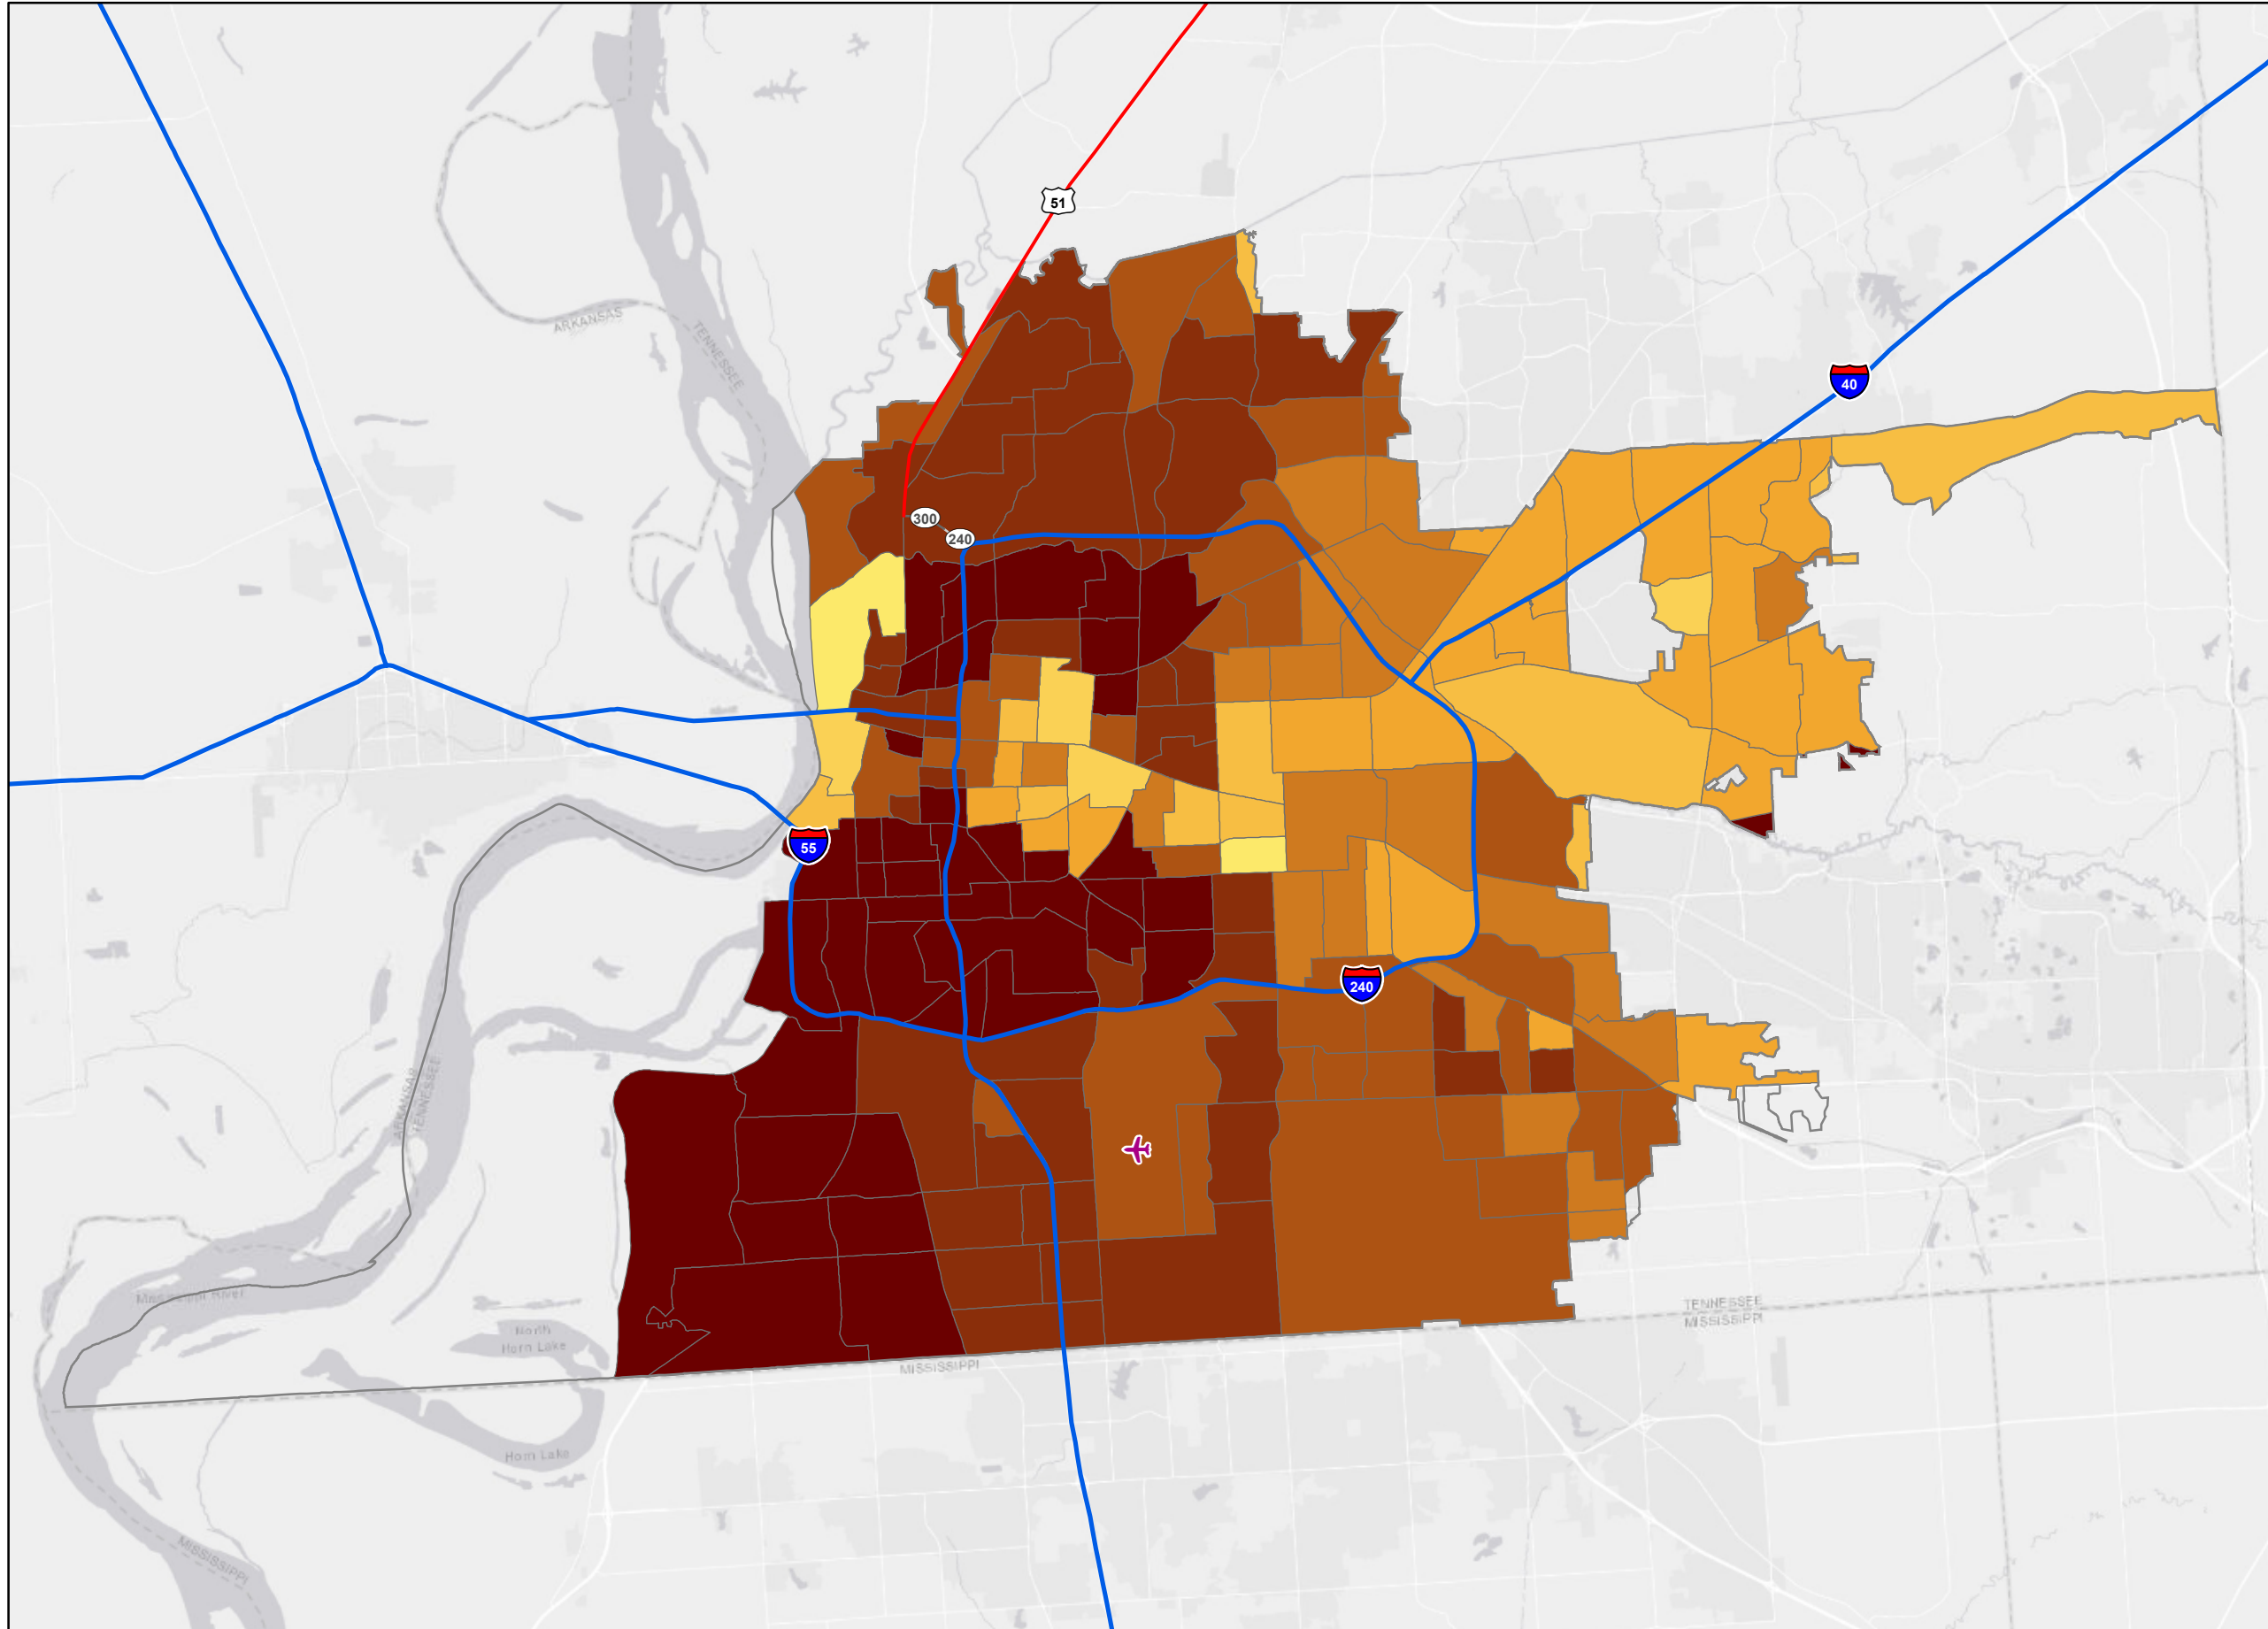 51
ARKANSAS
TENNESSEE
40
300
240
55
240
ARKANSAS
TENNESSEE
Mississippi River
North
Horn Lake
TENNESSEE
MISSISSIPPI
MISSISSIPPI
Horn Lake
MISSISSIPPI